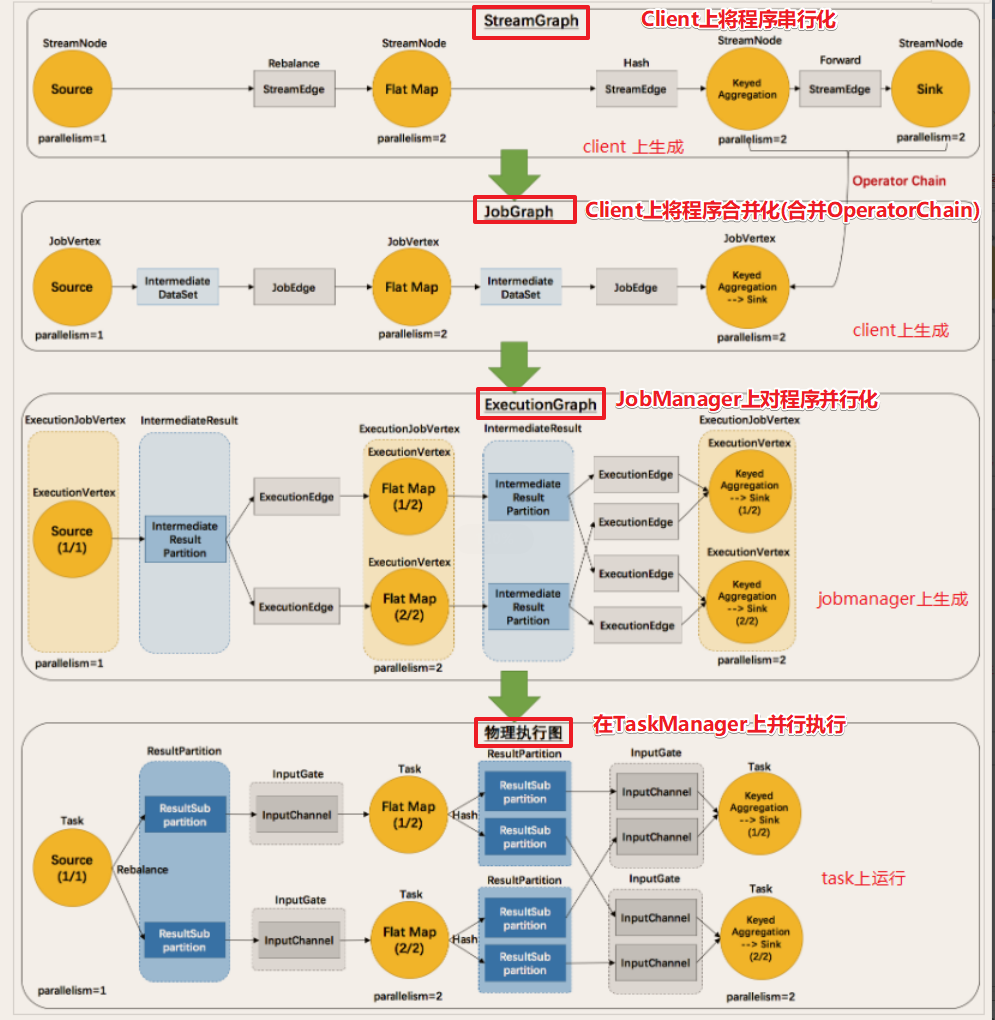 StreamGraph
Client上将程序串行化
StreamNode
StreamNode
StreamNode
StreamNode
Rebalance
Hash
Forward
Source
StreamEdge
Flat Map
StreamEdge
Keyed
Aggregation
StreamEdge
Sink
parallelism=1
parallelism=2
parallelism=2
parallelism=2
client 上生成
Operator Chain
JobGraph
Client上将程序合并化(合并OperatorChain)
JobVertex
JobVertex
JobVertex
Source
Intermediate
DataSet
JobEdge
Flat Map
Intermediate
DataSet
JobEdge
Keyed
Aggregation
--> Sink
parallelism=1
parallelism=2
parallelism=2
client上生成
ExecutionGraph
JobManager上对程序并行化
ExecutionJobVertex
IntermediateResult
ExecutionJobVertex
IntermediateResult
ExecutionJobVertex
ExecutionVertex
Source
(1/1)
Intermediate
Result
Partition
ExecutionEdge
ExecutionEdge
ExecutionVertex
Flat Map
(1/2)
ExecutionVertex
Flat Map
(2/2)
Intermediate
Result
Partition
Intermediate
Result
Partition
ExecutionEdge
ExecutionEdge
ExecutionEdge
ExecutionEdge
ExecutionVertex
Keyed
Aggregation
--> Sink
(1/2)
ExecutionVertex
Keyed
Aggregation
--> Sink
(2/2)
jobmanager上生成
parallelism=1
parallelism=2
parallelism=2
物理执行图
在TaskManager上并行执行
Task
Source
(1/1)
Rebalance
ResultPartition
ResultSub
partition
ResultSub
partition
InputGate
InputChannel
InputGate
InputChannel
Task
Flat Map
(1/2)
Hash
Task
Flat Map
(2/2)
Hash
ResultPartition
ResultSub
partition
ResultSub
partition
ResultPartition
ResultSub
partition
ResultSub
partition
InputGate
InputChannel
InputChannel
InputGate
InputChannel
InputChannel
Task
Keyed
Aggregation
--> Sink
(1/2)
Task
Keyed
Aggregation
--> Sink
(2/2)
task上运行
parallelism=1
parallelism=2
parallelism=2